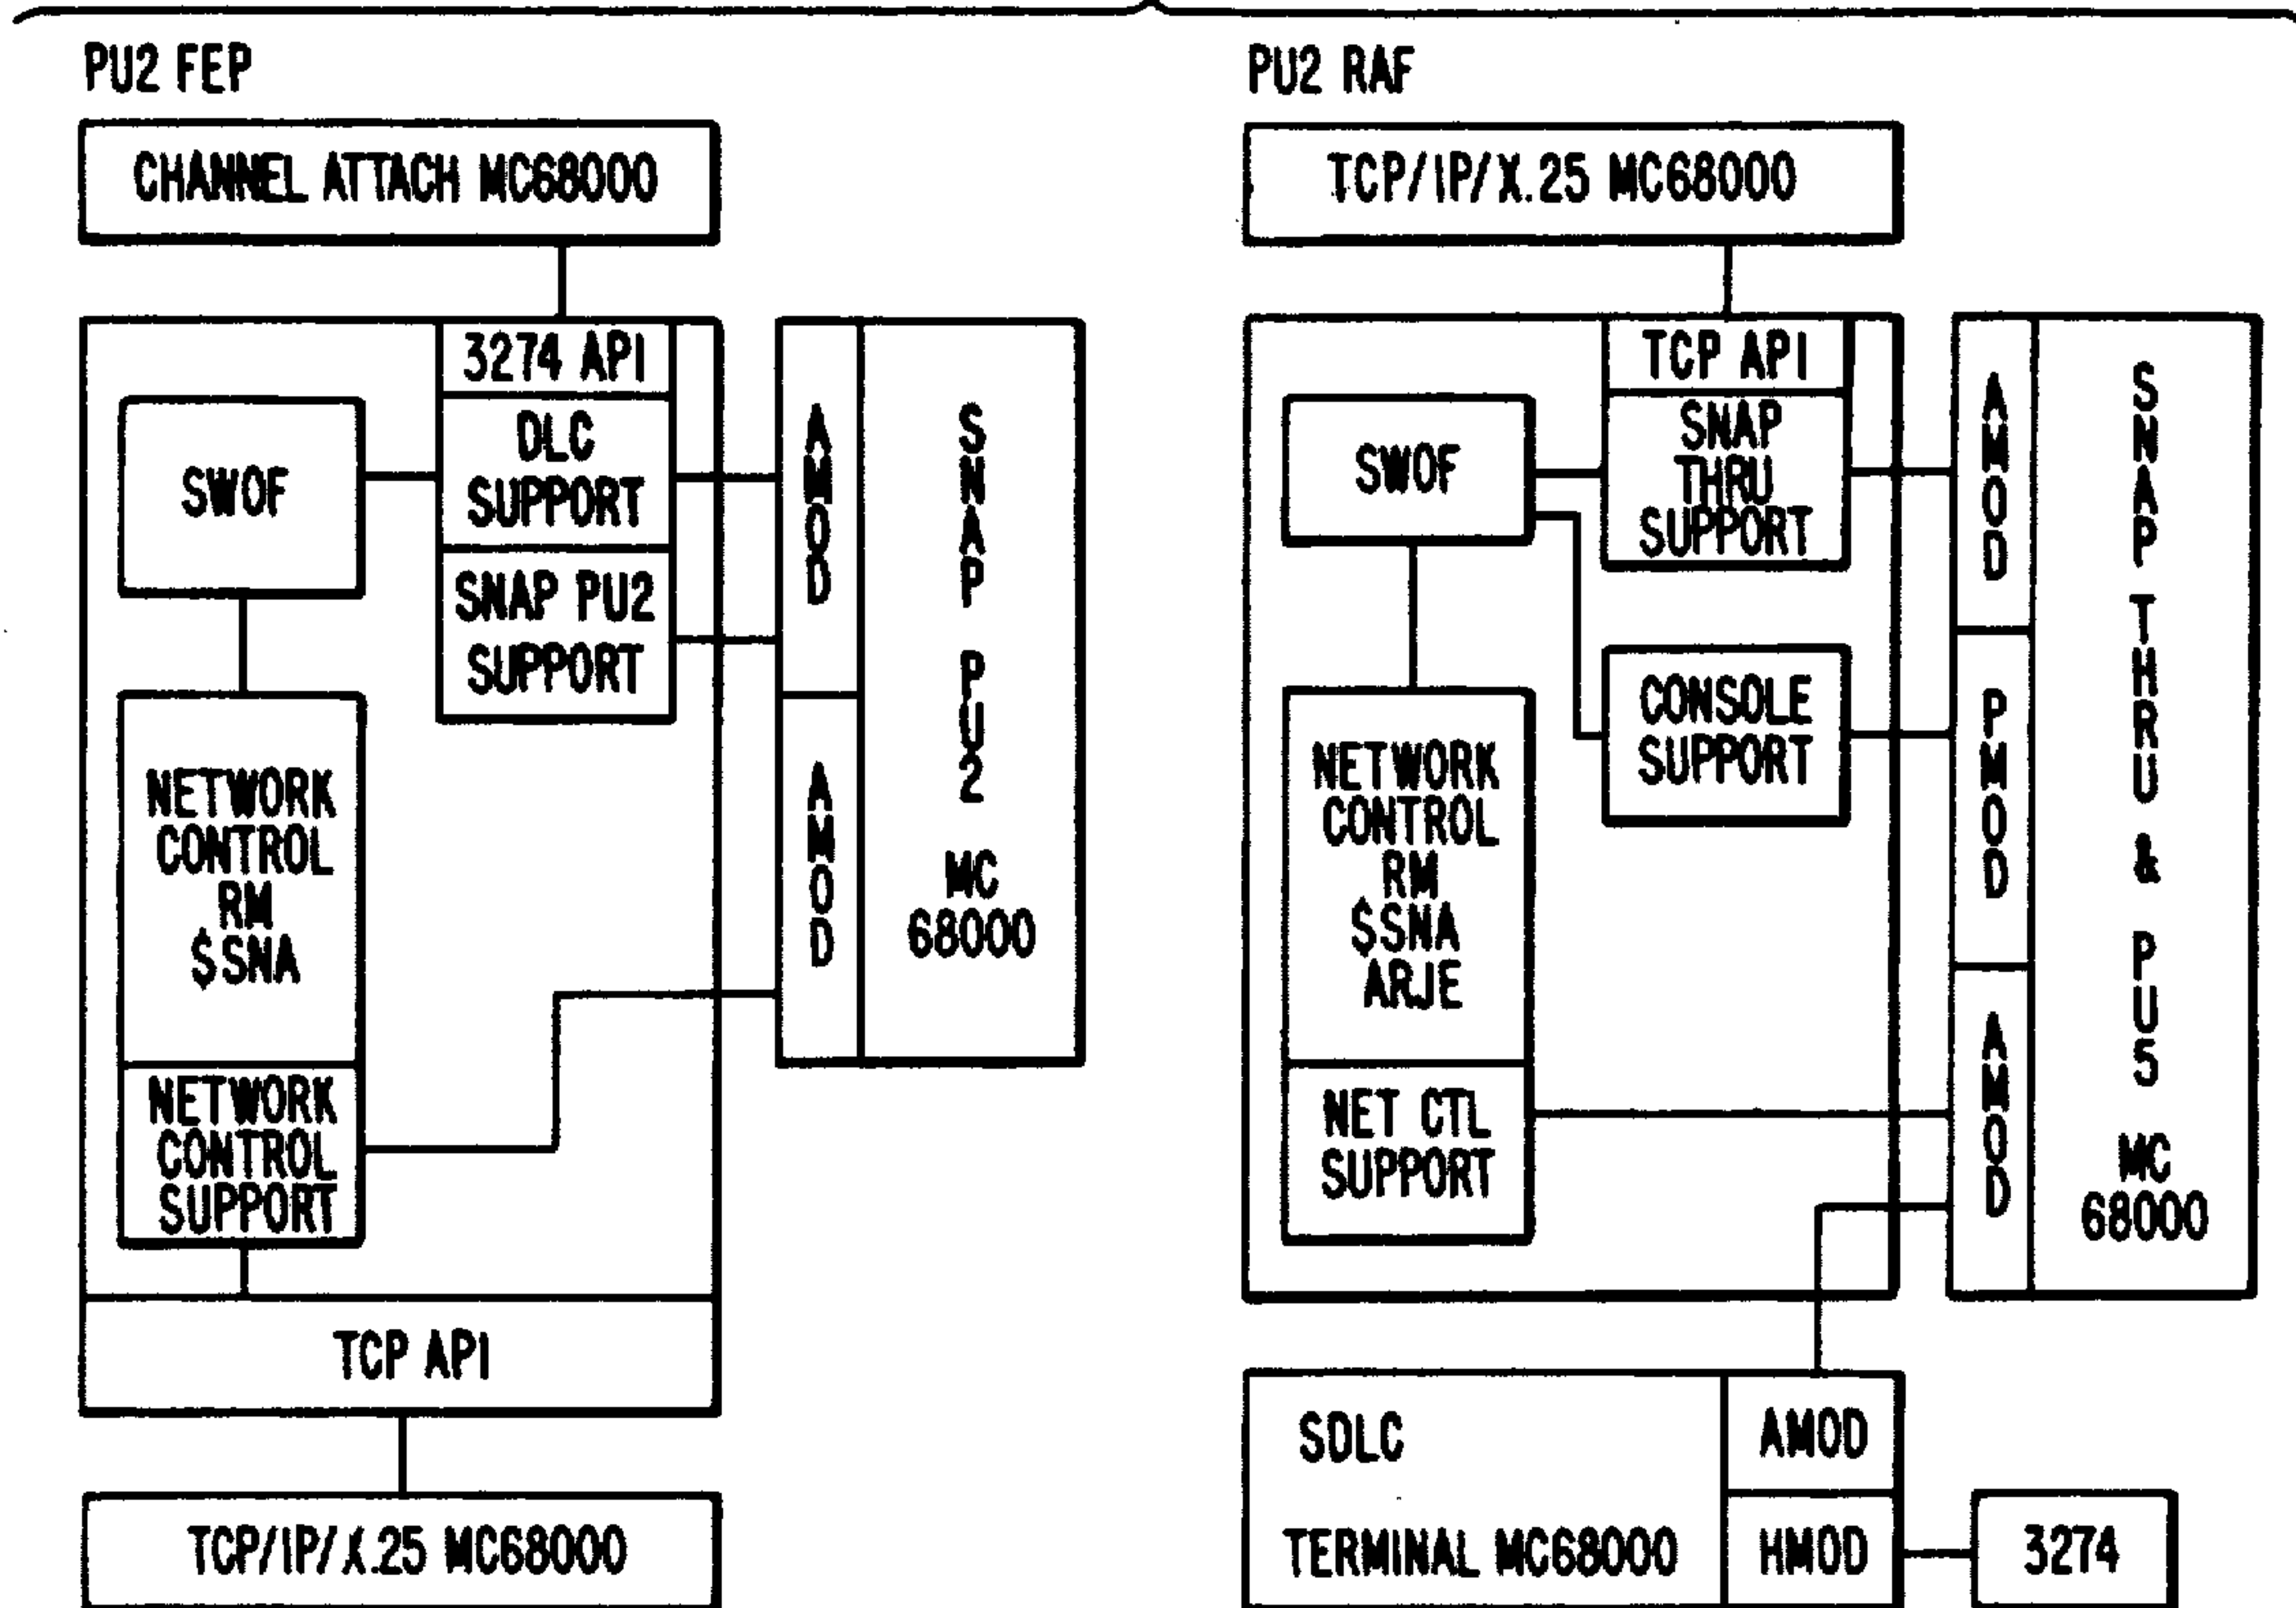 PU2 FEP
CHANNEL ATTACH MC68000
3274 API
DLC
SUPPORT
SNAP PU2
SUPPORT
SWOF
NETWORK
CONTROL
RM
$SNA
NETWORK
CONTROL
SUPPORT
TCP API
TCP/IP/X.25 MC68000
AMOD
AMOD
SNAP PU2
MC
68000
PU2 RAF
TCP/IP/X.25 MC68000
TCP API
SNAP
THRU
SUPPORT
SWOF
CONSOLE
SUPPORT
NETWORK
CONTROL
RM
$SNA
ARJE
NET CTL
SUPPORT
AMOD
PMOD
AMOD
SNAP THRU & PU5
MC
68000
SDLC
TERMINAL MC68000
AMOD
HMOD
3274